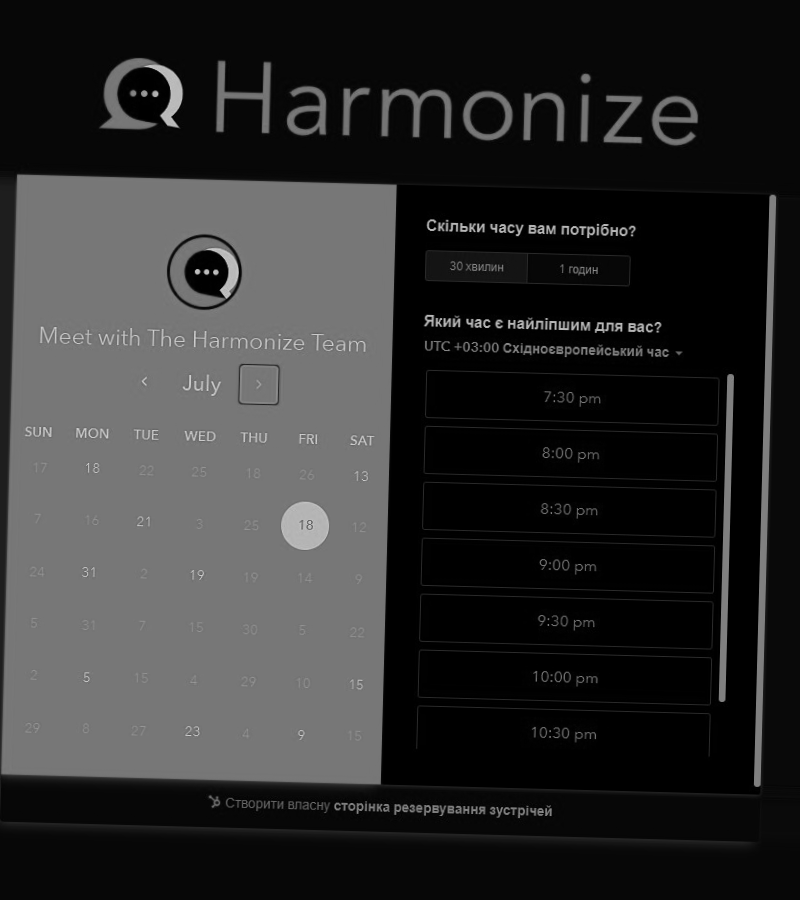 Harmonize
Meet with The Harmonize Team
July
SUN MON TUE WED THU FRI SAT
17 18 22 25 18 26 13
7 16 21 3 25 18 12
24 31 2 19 19 14 9
5 31 7 15 30 5 22
2 5 15 4 29 10 15
29 8 27 23 4 9 15
Скільки часу вам потрібно?
30 хвилин 1 годин
Який час є найліпшим для вас?
UTC +03:00 Східноєвропейський час
7:30 pm
8:00 pm
8:30 pm
9:00 pm
9:30 pm
10:00 pm
10:30 pm
Створити власну сторінка резервування зустрічей